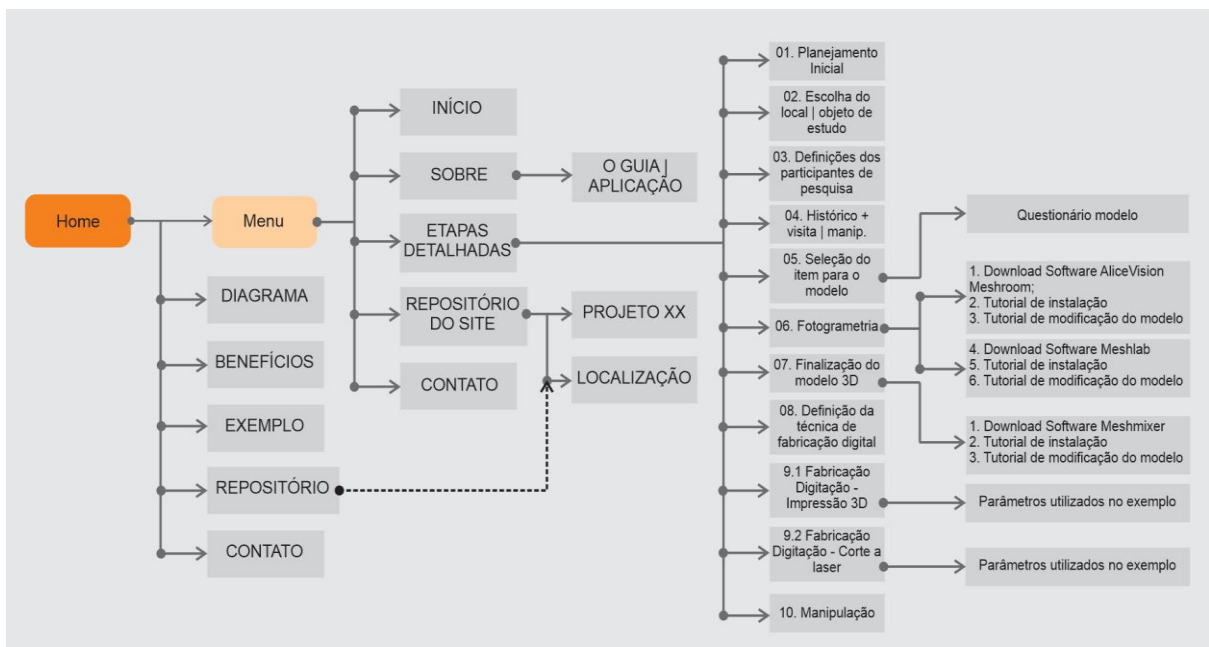 Home
Menu
DIAGRAMA
BENEFÍCIOS
EXEMPLO
REPOSITÓRIO
CONTATO
INÍCIO
SOBRE
ETAPAS
DETALHADAS
REPOSITÓRIO
DO SITE
CONTATO
O GUIA |
APLICAÇÃO
PROJETO XX
LOCALIZAÇÃO
01. Planejamento
Inicial
02. Escolha do
local | objeto de
estudo
03. Definições dos
participantes de
pesquisa
04. Histórico +
visita | manip.
05. Seleção do
item para o
modelo
06. Fotogrametria
07. Finalização do
modelo 3D
08. Definição da
técnica de
fabricação digital
9.1 Fabricação
Digitação -
Impressão 3D
9.2 Fabricação
Digitação - Corte a
laser
10. Manipulação
Questionário modelo
1. Download Software AliceVision
Meshroom;
2. Tutorial de instalação
3. Tutorial de modificação do modelo
4. Download Software Meshlab
5. Tutorial de instalação
6. Tutorial de modificação do modelo
1. Download Software Meshmixer
2. Tutorial de instalação
3. Tutorial de modificação do modelo
Parâmetros utilizados no exemplo
Parâmetros utilizados no exemplo